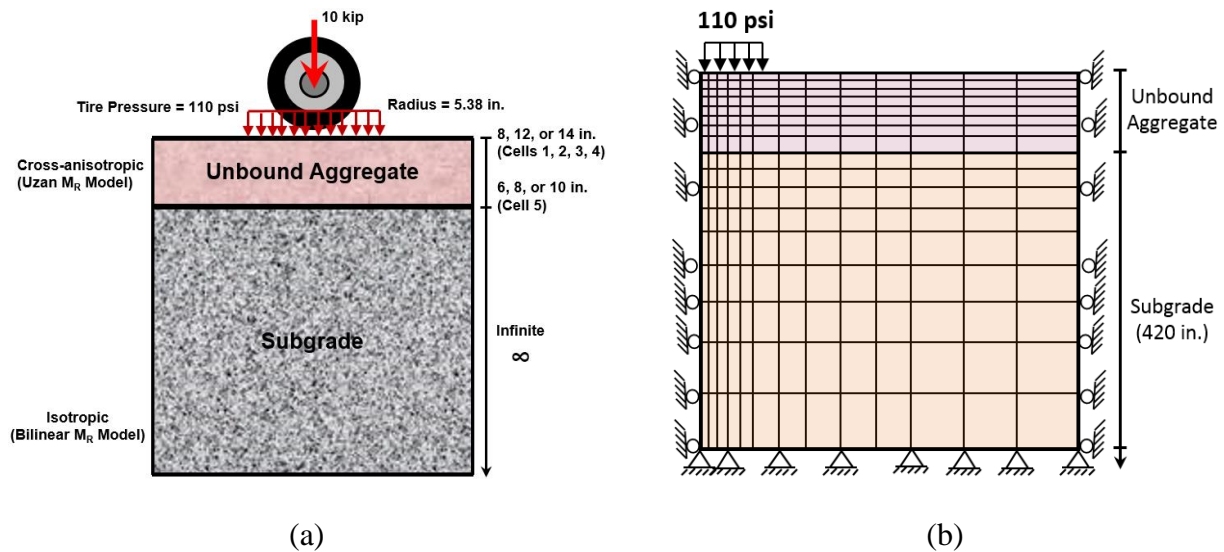 10 kip
Tire Pressure = 110 psi
Radius = 5.38 in.
8, 12, or 14 in.
(Cells 1, 2, 3, 4)
Cross-anisotropic
(Uzan MR Model)
Unbound Aggregate
6, 8, or 10 in.
(Cell 5)
Subgrade
Infinite
∞
Isotropic
(Bilinear MR Model)
(a)
110 psi
Unbound
Aggregate
Subgrade
(420 in.)
(b)